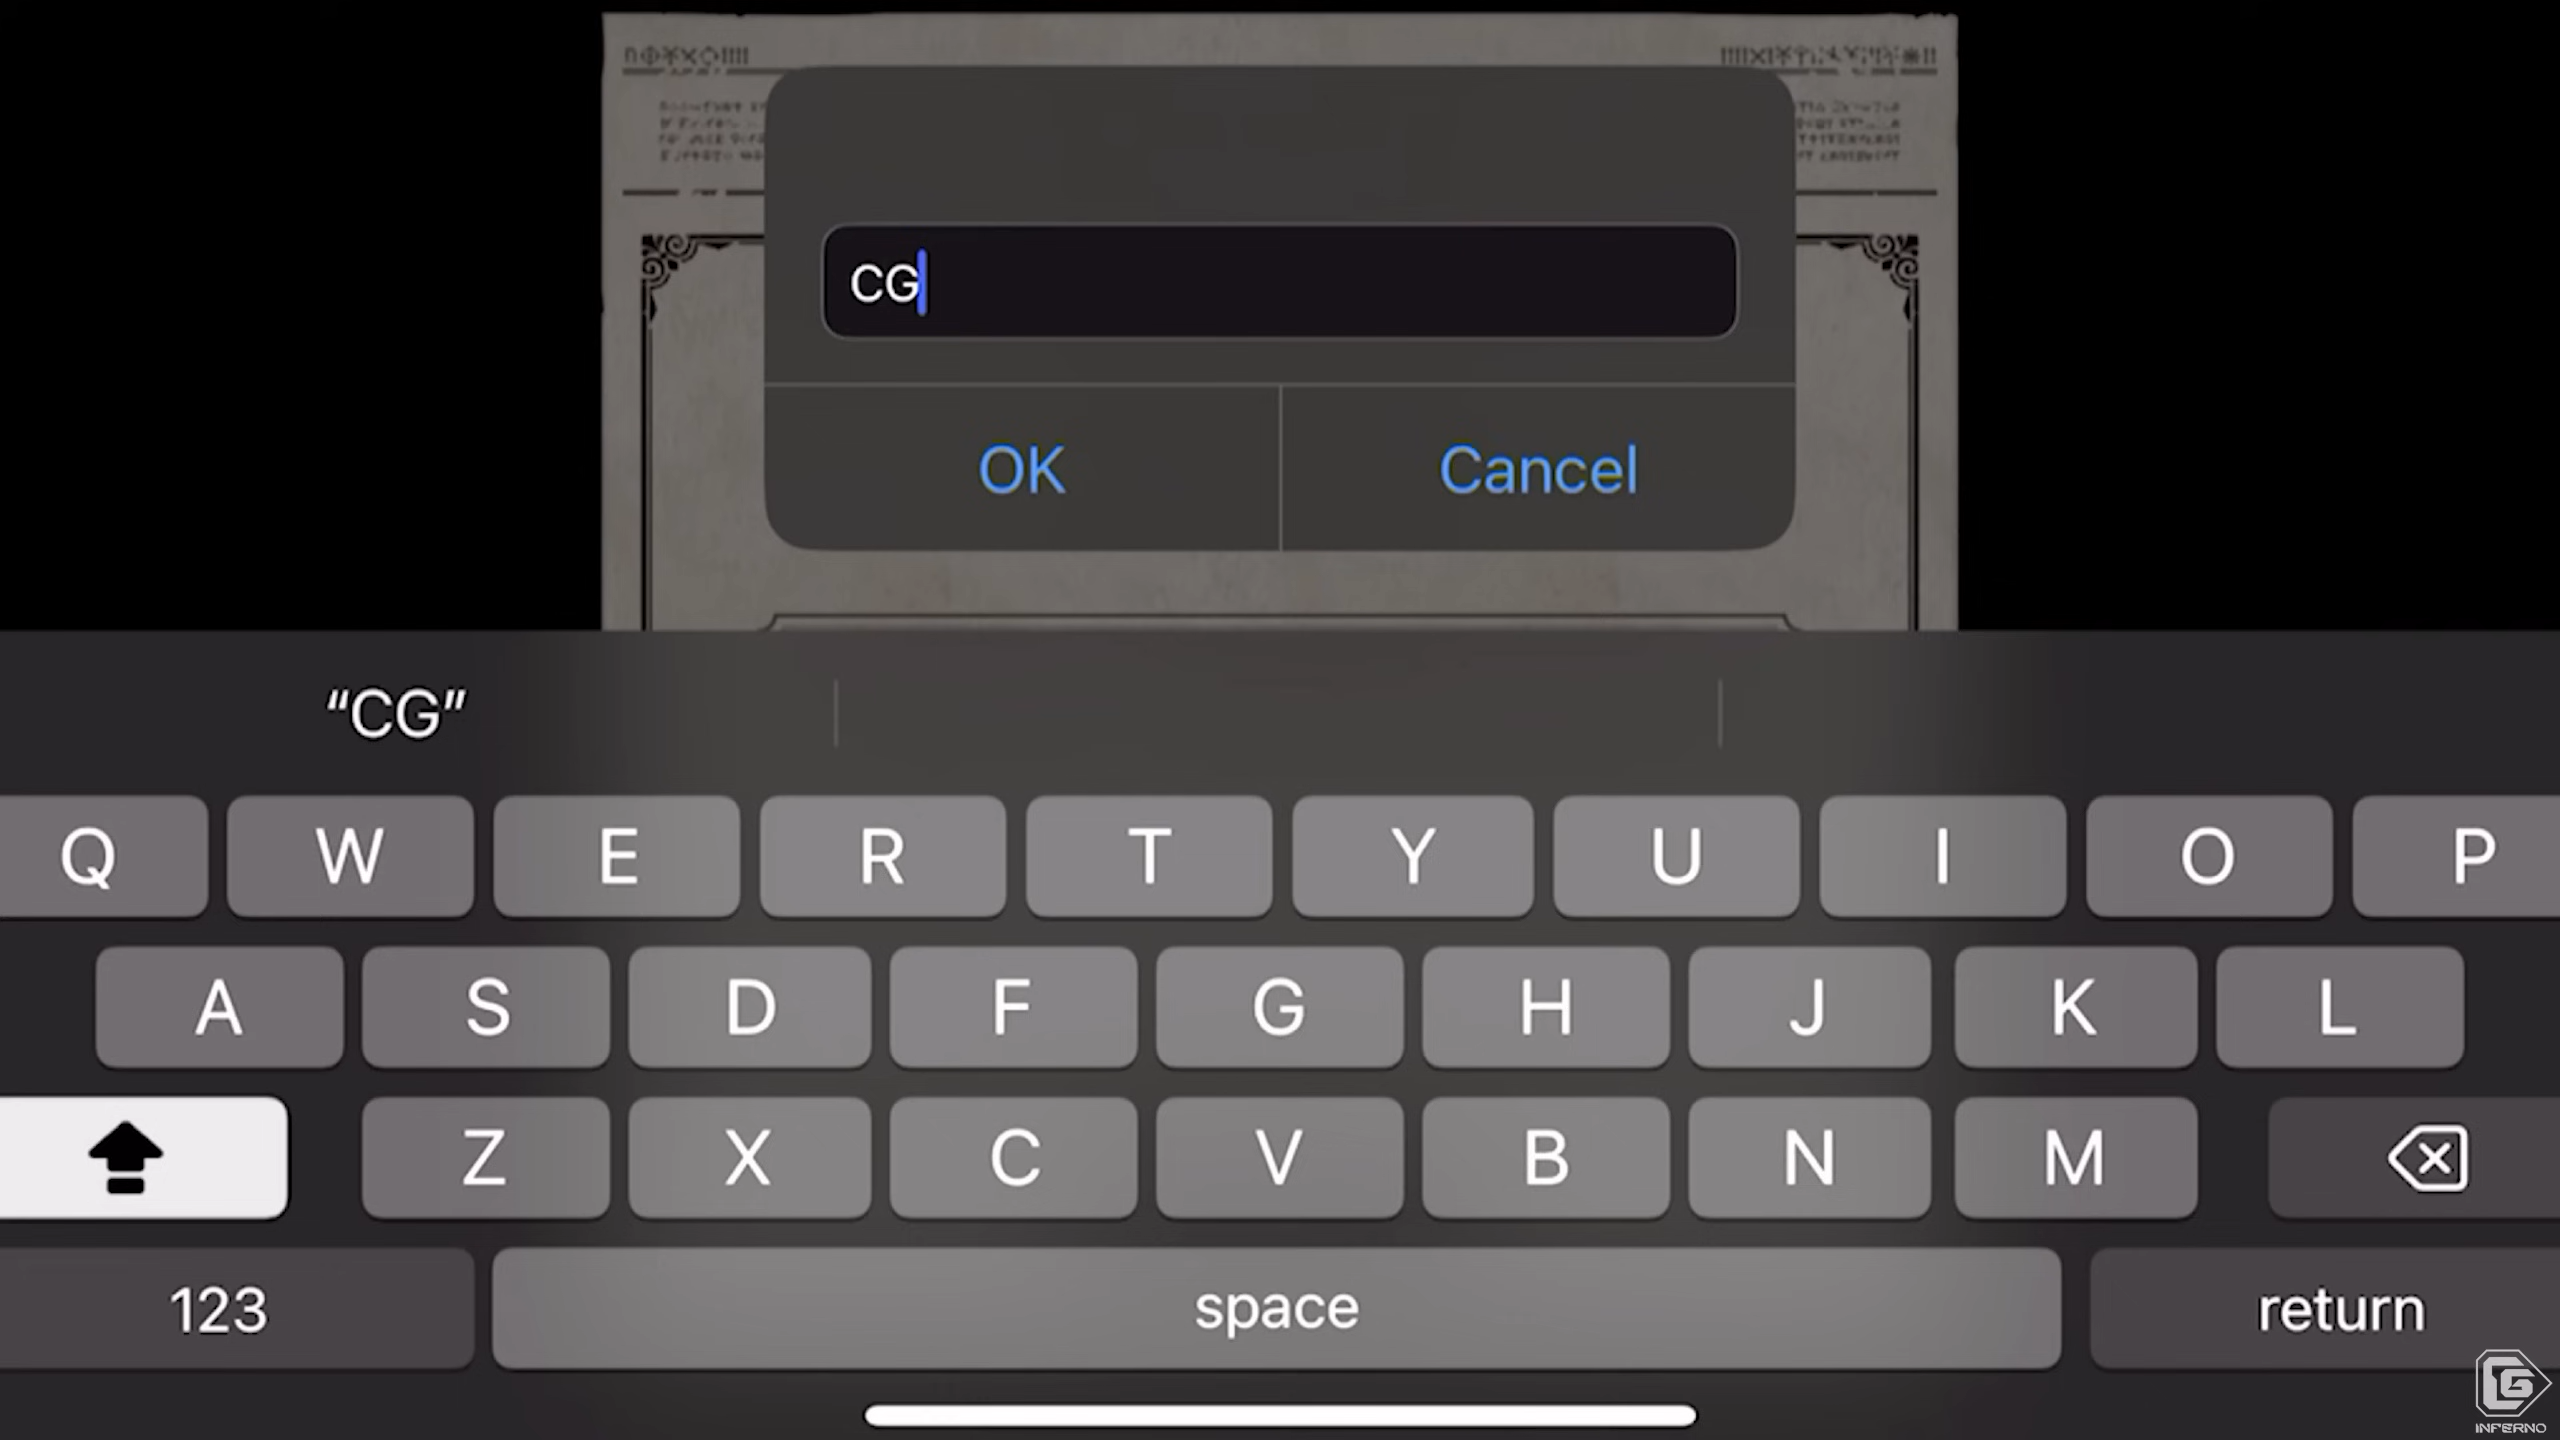 CG
OK Cancel
“CG”
Q W E R T Y U I O P
A S D F G H J K L
Z X C V B N M
123 space return
INFERNO